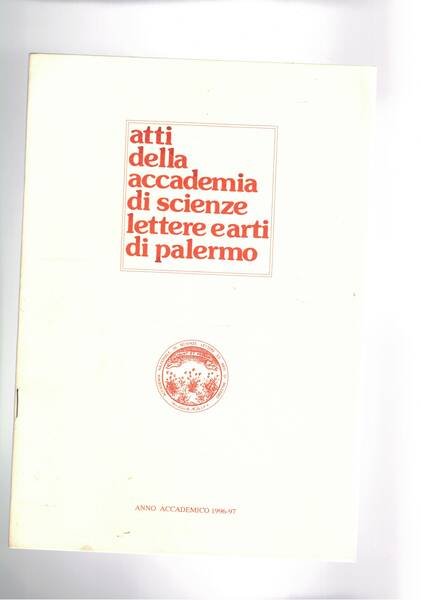 atti
della
accademia
di scienze
lettere e arti
di palermo
ANNO ACCADEMICO 1996-97